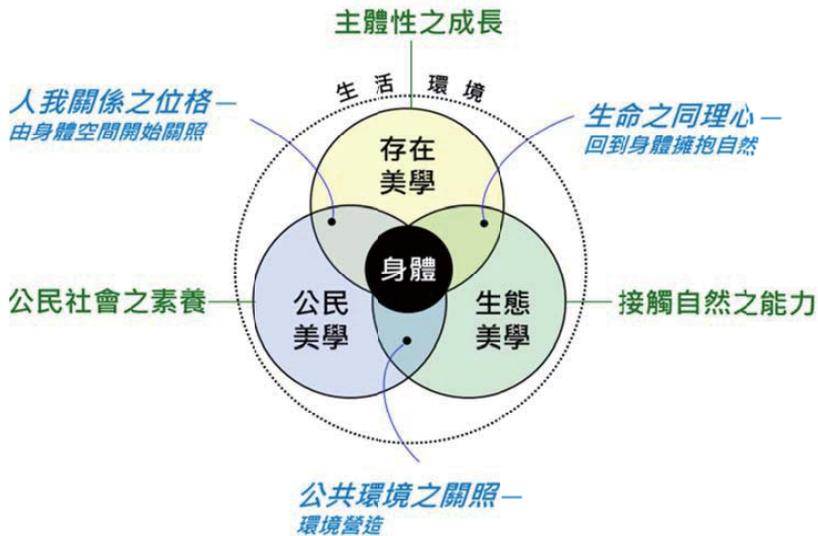 主體性之成長
生活環境
人我關係之位格—
由身體空間開始關照
生命之同理心—
回到身體擁抱自然
存在
美學
身體
公民社會之素養
公民
美學
生態
美學
接觸自然之能力
公共環境之關照—
環境營造